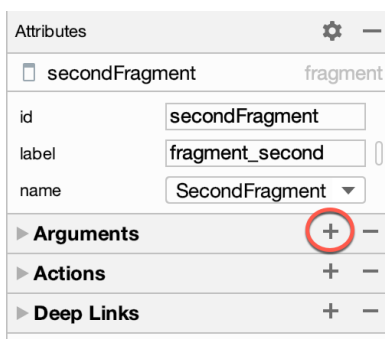 Attributes
secondFragment fragment
id secondFragment
label fragment_second
name SecondFragment
Arguments
Actions
Deep Links